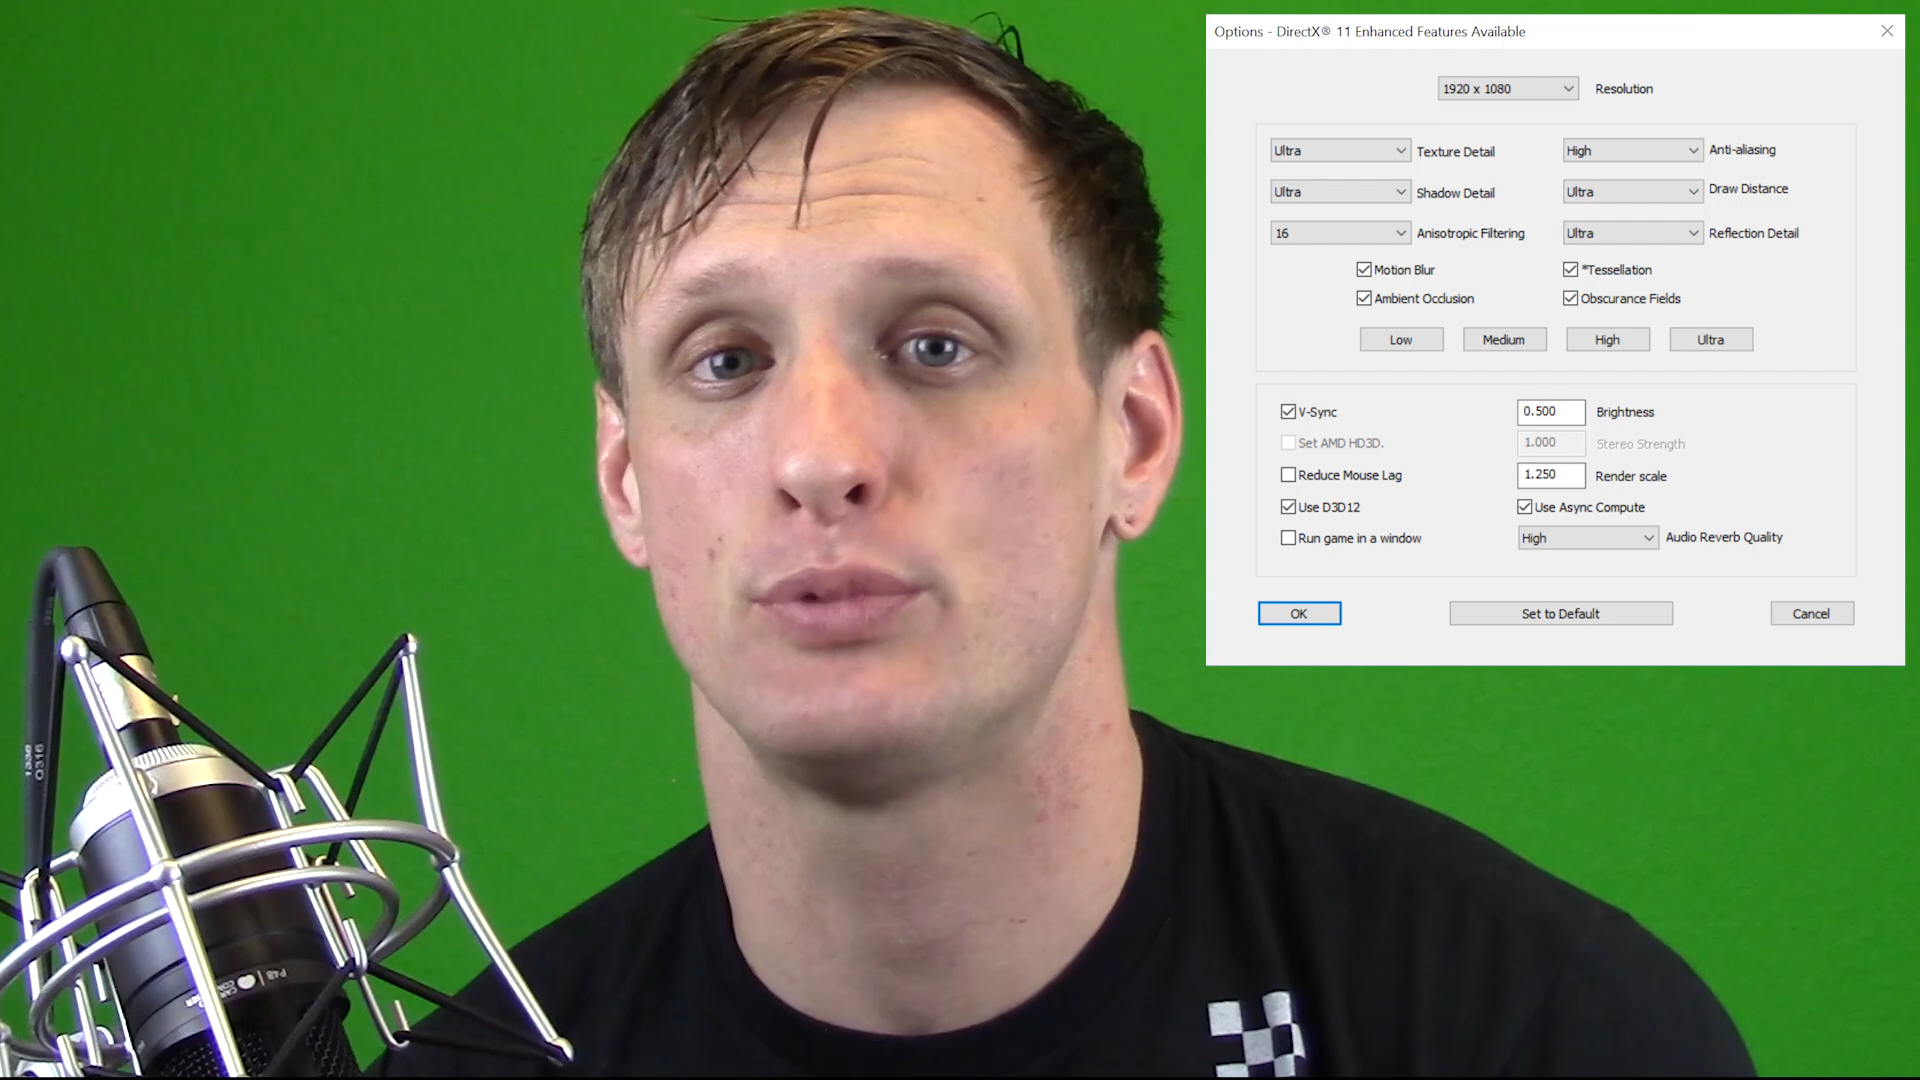 Options - DirectX® 11 Enhanced Features Available
1920 x 1080 Resolution
Ultra Texture Detail High Anti-aliasing
Ultra Shadow Detail Ultra Draw Distance
16 Anisotropic Filtering Ultra Reflection Detail
Motion Blur *Tessellation
Ambient Occlusion Obscurance Fields
Low Medium High Ultra
V-Sync 0.500 Brightness
Set AMD HD3D. 1.000 Stereo Strength
Reduce Mouse Lag 1.250 Render scale
Use D3D12 Use Async Compute
Run game in a window High Audio Reverb Quality
OK Set to Default Cancel
1338
0316
P48